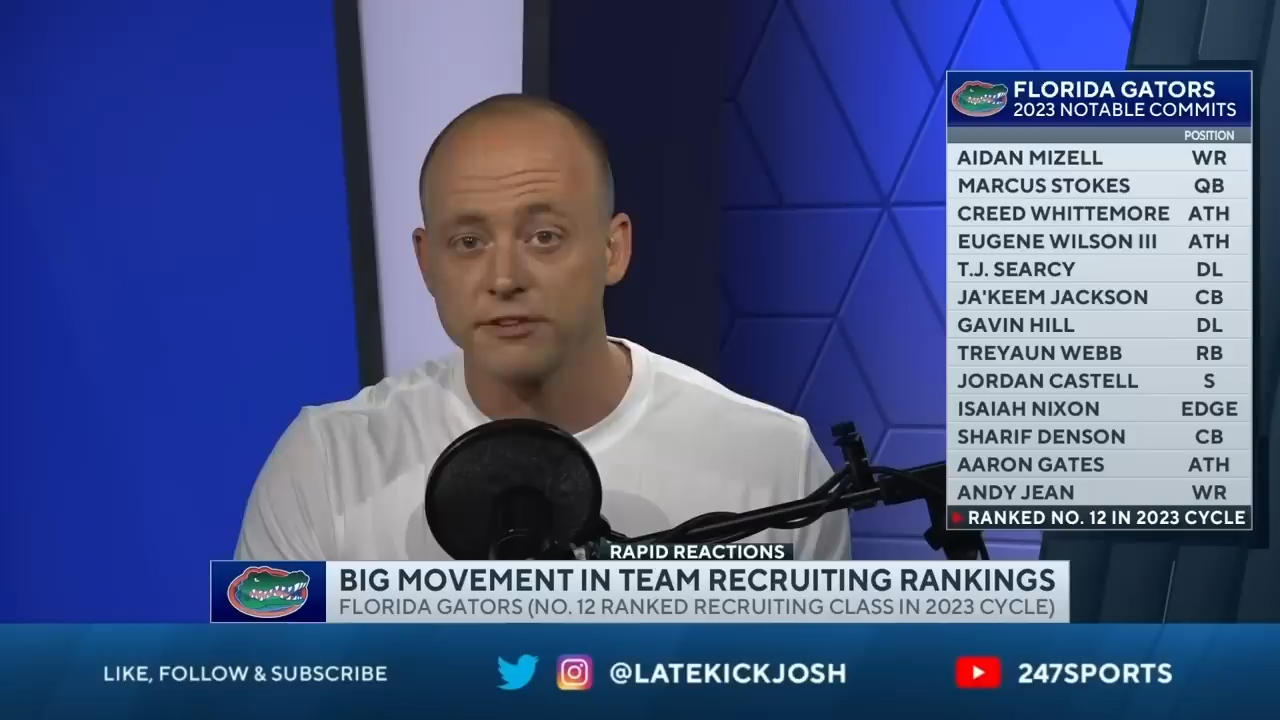 FLORIDA GATORS
2023 NOTABLE COMMITS
POSITION
AIDAN MIZELL WR
MARCUS STOKES QB
CREED WHITTEMORE ATH
EUGENE WILSON III ATH
T.J. SEARCY DL
JA'KEEM JACKSON CB
GAVIN HILL DL
TREYAUN WEBB RB
JORDAN CASTELL S
ISAIAH NIXON EDGE
SHARIF DENSON CB
AARON GATES ATH
ANDY JEAN WR
RANKED NO. 12 IN 2023 CYCLE
RAPID REACTIONS
BIG MOVEMENT IN TEAM RECRUITING RANKINGS
FLORIDA GATORS (NO. 12 RANKED RECRUITING CLASS IN 2023 CYCLE)
LIKE, FOLLOW & SUBSCRIBE
@LATEKICKJOSH
247SPORTS